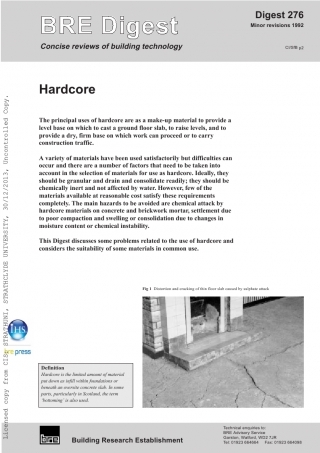 BRE Digest
Concise reviews of building technology
Digest 276
Minor revisions 1992
CI/SfB p2
Hardcore
The principal uses of hardcore are as a make-up material to provide a
level base on which to cast a ground floor slab, to raise levels, and to
provide a dry, firm base on which work can proceed or to carry
construction traffic.
A variety of materials have been used satisfactorily but difficulties can
occur and there are a number of factors that need to be taken into
account in the selection of materials for use as hardcore. Ideally, they
should be granular and drain and consolidate readily; they should be
chemically inert and not affected by water. However, few of the
materials available at reasonable cost satisfy these requirements
completely. The main hazards to be avoided are chemical attack by
hardcore materials on concrete and brickwork mortar, settlement due
to poor compaction and swelling or consolidation due to changes in
moisture content or chemical instability.
This Digest discusses some problems related to the use of hardcore and
considers the suitability of some materials in common use.
Fig 1 Distortion and cracking of thin floor slab caused by sulphate attack
Definition
Hardcore is the limited amount of material
put down as infill within foundations or
beneath an oversite concrete slab. In some
parts, particularly in Scotland, the term
'bottoming' is also used.
bre
Building Research Establishment
Technical enquiries to:
BRE Advisory Service
Garston, Watford, WD2 7JR
Tel: 01923 664664 Fax: 01923 664098
Licensed copy from CIS: STRATHUNI, STRATHCLYDE UNIVERSITY, 30/12/2013, Uncontrolled Copy.
IHS
bre press